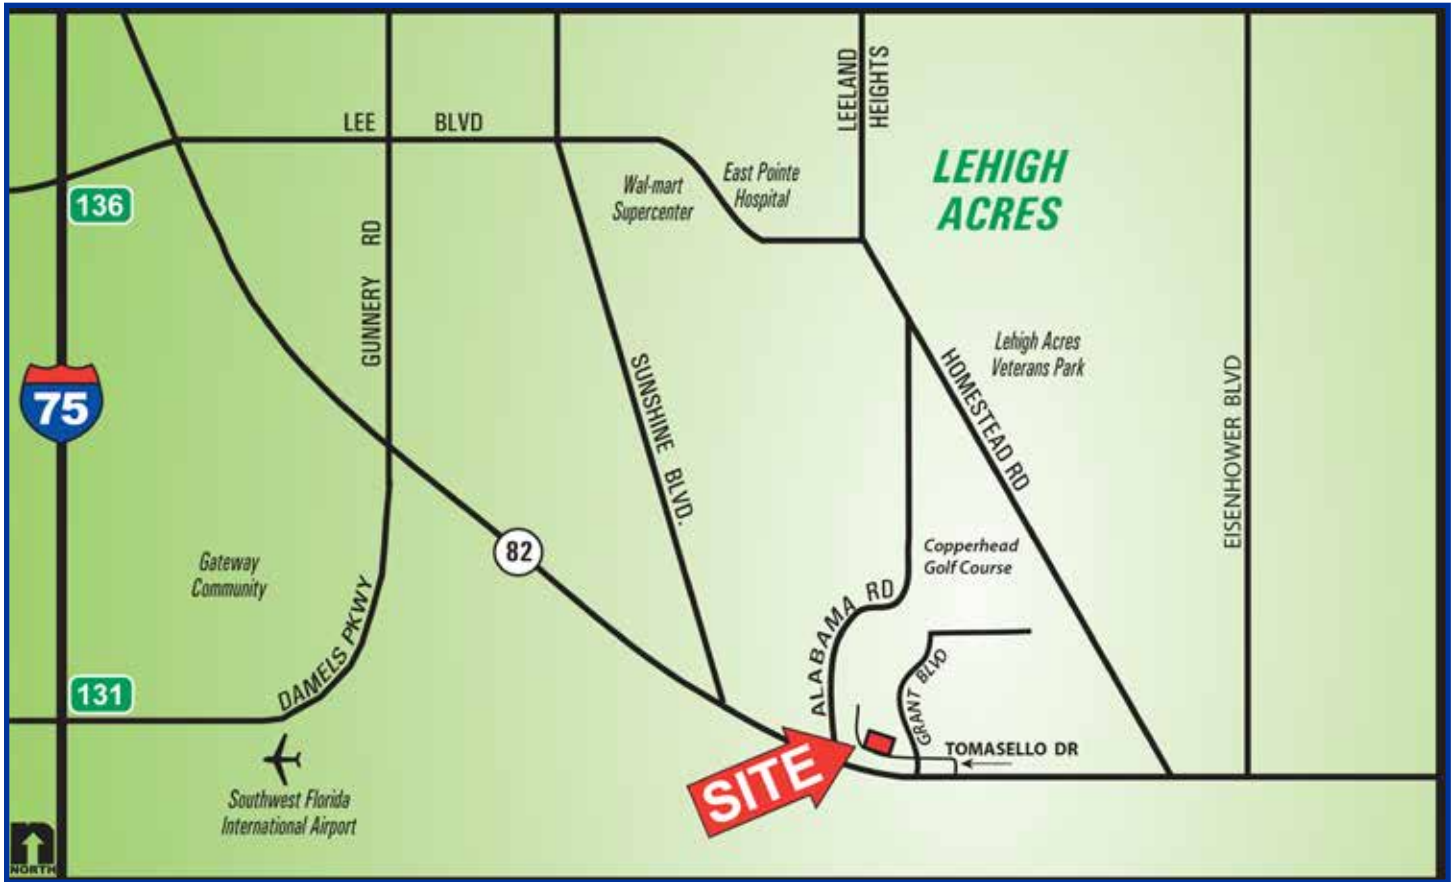 LEE BLVD
LEELAND
HEIGHTS
LEHIGH
ACRES
East Pointe
Hospital
Wal-mart
Supercenter
136
GUNNERY RD
75
SUNSHINE BLVD.
HOMESTEAD RD
Lehigh Acres
Veterans Park
EISENHOWER BLVD
82
Gateway
Community
Copperhead
Golf Course
DAMELS PKWY
ALABAMA RD
GRANT BLVD
131
TOMASELLO DR
SITE
Southwest Florida
International Airport
n
NORTH